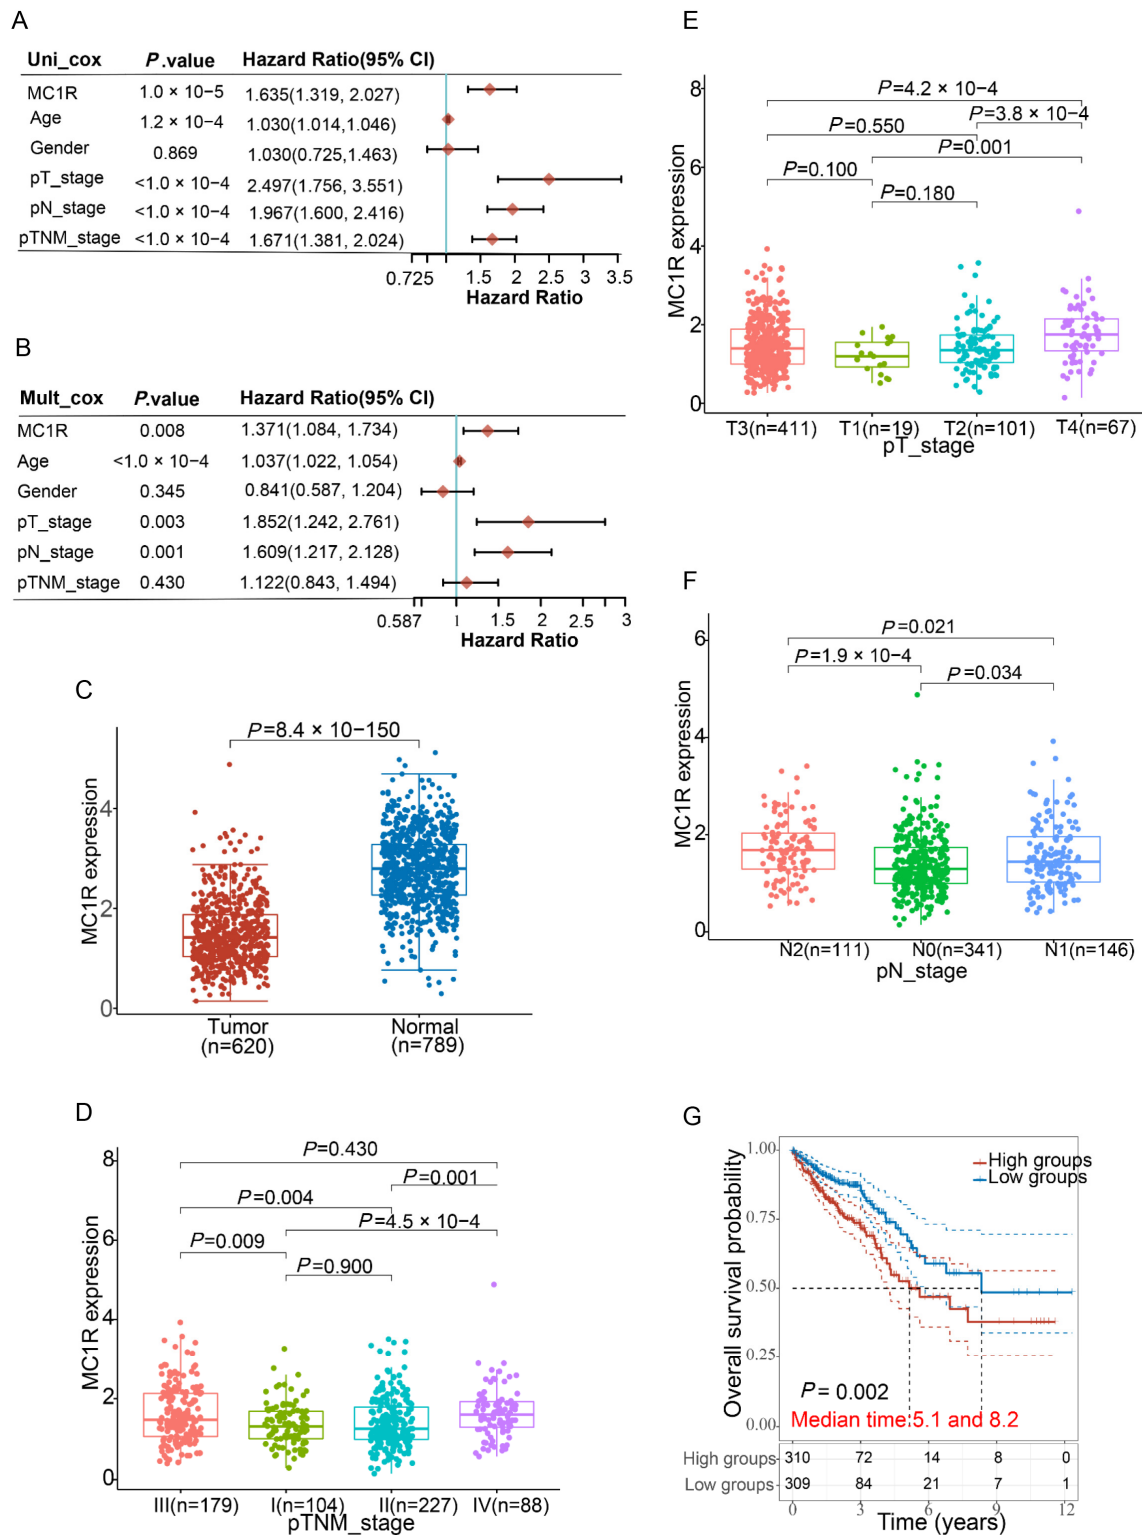 A
Uni_cox P.value Hazard Ratio(95% CI)
MC1R 1.0 × 10−5 1.635(1.319, 2.027)
Age 1.2 × 10−4 1.030(1.014,1.046)
Gender 0.869 1.030(0.725,1.463)
pT_stage <1.0 × 10−4 2.497(1.756, 3.551)
pN_stage <1.0 × 10−4 1.967(1.600, 2.416)
pTNM_stage <1.0 × 10−4 1.671(1.381, 2.024)
0.725 1.5 2 2.5 3 3.5
Hazard Ratio
B
Mult_cox P.value Hazard Ratio(95% CI)
MC1R 0.008 1.371(1.084, 1.734)
Age <1.0 × 10−4 1.037(1.022, 1.054)
Gender 0.345 0.841(0.587, 1.204)
pT_stage 0.003 1.852(1.242, 2.761)
pN_stage 0.001 1.609(1.217, 2.128)
pTNM_stage 0.430 1.122(0.843, 1.494)
0.587 1 1.5 2 2.5 3
Hazard Ratio
C
P=8.4 × 10−150
MC1R expression
4
2
0
Tumor Normal
(n=620) (n=789)
D
P=0.430
P=0.001
P=0.004
P=4.5 × 10−4
P=0.009
P=0.900
MC1R expression
8
6
4
2
0
III(n=179) I(n=104) II(n=227) IV(n=88)
pTNM_stage
E
P=4.2 × 10−4
P=3.8 × 10−4
P=0.550
P=0.001
P=0.100
P=0.180
MC1R expression
8
6
4
2
0
T3(n=411) T1(n=19) T2(n=101) T4(n=67)
pT_stage
F
P=0.021
P=1.9 × 10−4
P=0.034
MC1R expression
6
4
2
0
N2(n=111) N0(n=341) N1(n=146)
pN_stage
G
High groups
Low groups
Overall survival probability
1.00
0.75
0.50
0.25
0.00
P= 0.002
Median time:5.1 and 8.2
High groups 310 72 14 8 0
Low groups 309 84 21 7 1
0 3 6 9 12
Time (years)